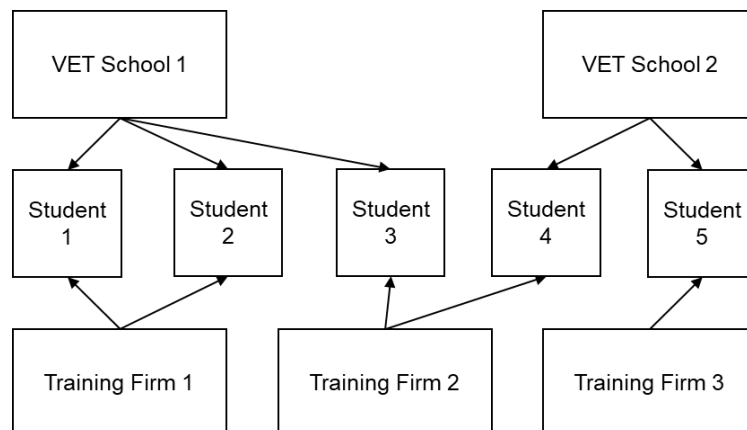 VET School 1
VET School 2
Student
1
Student
2
Student
3
Student
4
Student
5
Training Firm 1
Training Firm 2
Training Firm 3